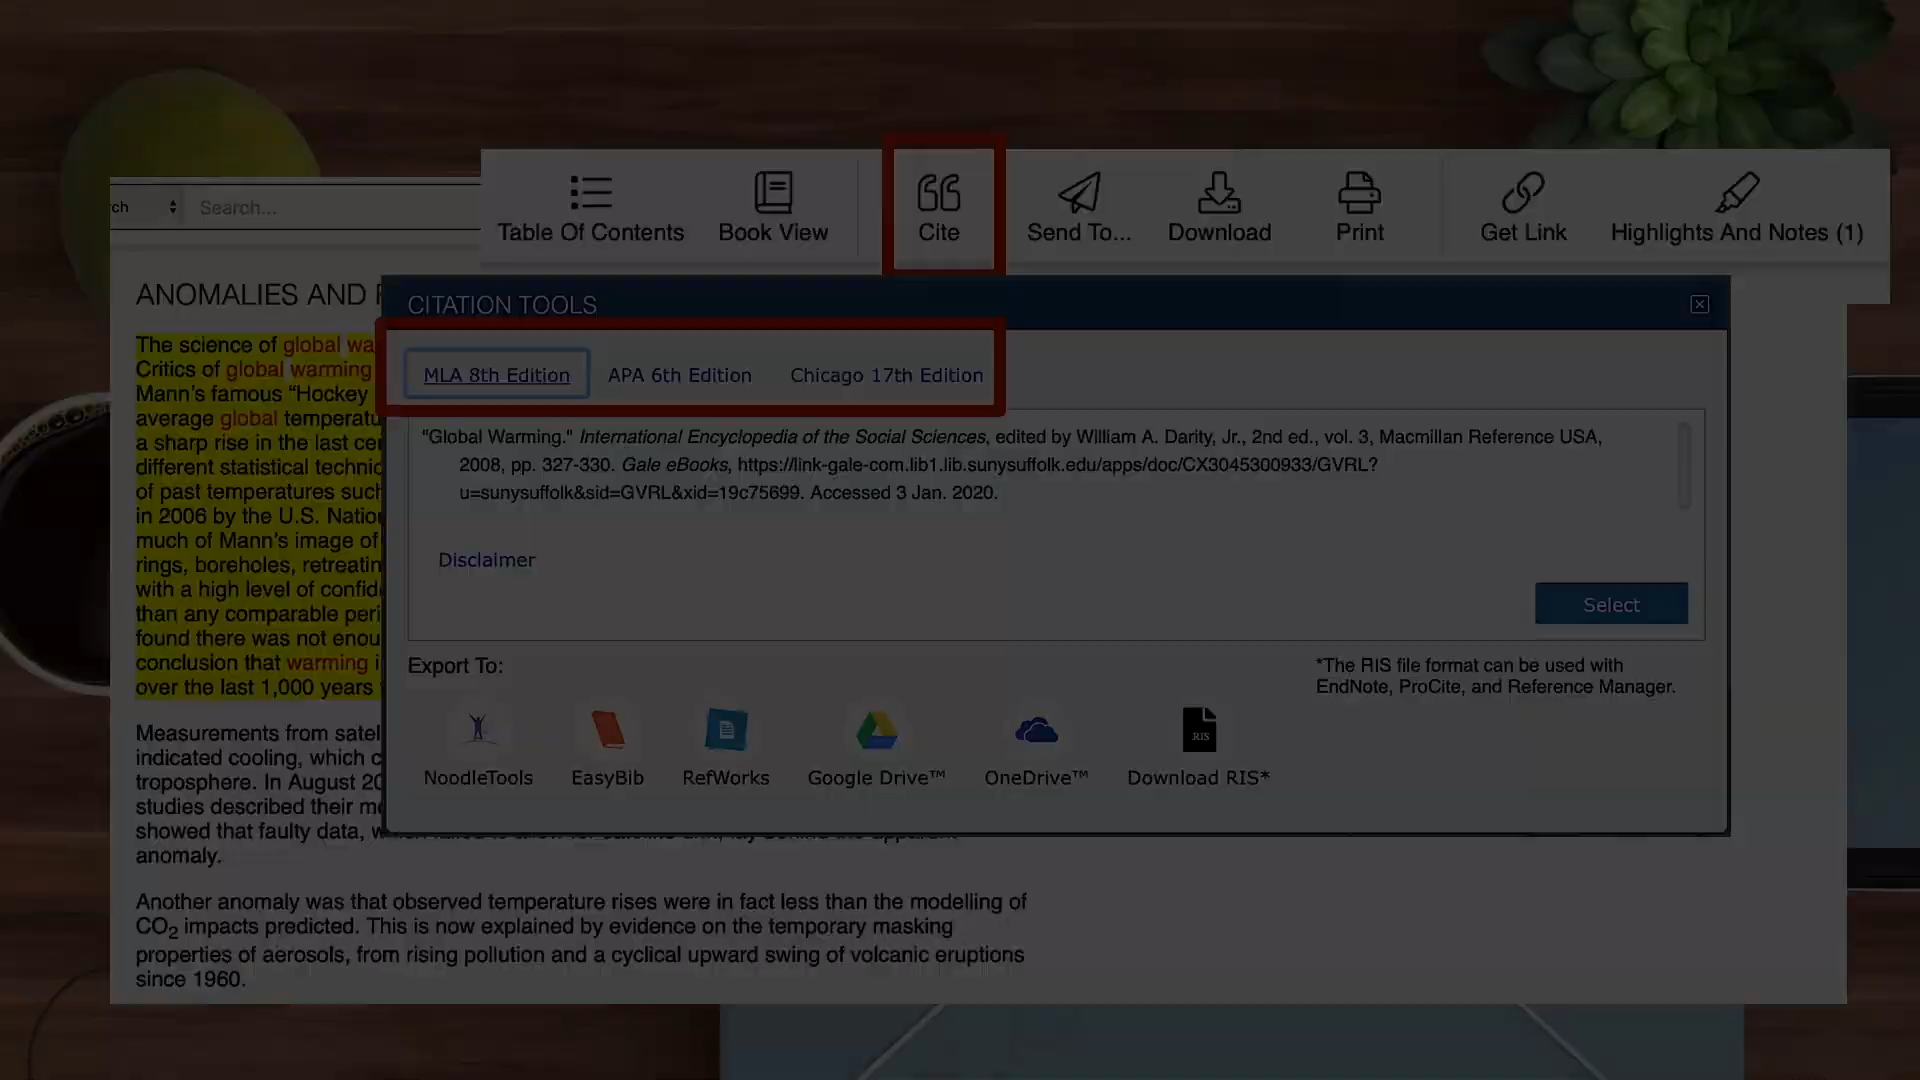 rch
Search...
Table Of Contents
Book View
Cite
Send To...
Download
Print
Get Link
Highlights And Notes (1)
ANOMALIES AND
CITATION TOOLS
MLA 8th Edition
APA 6th Edition
Chicago 17th Edition
"Global Warming." International Encyclopedia of the Social Sciences, edited by William A. Darity, Jr., 2nd ed., vol. 3, Macmillan Reference USA,
2008, pp. 327-330. Gale eBooks, https://link-gale-com.lib1.lib.sunysuffolk.edu/apps/doc/CX3045300933/GVRL?
u=sunysuffolk&sid=GVRL&xid=19c75699. Accessed 3 Jan. 2020.
Disclaimer
Select
Export To:
*The RIS file format can be used with
EndNote, ProCite, and Reference Manager.
RIS
NoodleTools
EasyBib
RefWorks
Google Drive™
OneDrive™
Download RIS*
The science of global wa
Critics of global warming
Mann's famous "Hockey
average global temperatu
a sharp rise in the last cen
different statistical technic
of past temperatures such
in 2006 by the U.S. Natio
much of Mann's image of
rings, boreholes, retreatin
with a high level of confide
than any comparable peri
found there was not enou
conclusion that warming i
over the last 1,000 years
Measurements from satel
indicated cooling, which c
troposphere. In August 20
studies described their me
showed that faulty data,
anomaly.
Another anomaly was that observed temperature rises were in fact less than the modelling of
CO2 impacts predicted. This is now explained by evidence on the temporary masking
properties of aerosols, from rising pollution and a cyclical upward swing of volcanic eruptions
since 1960.